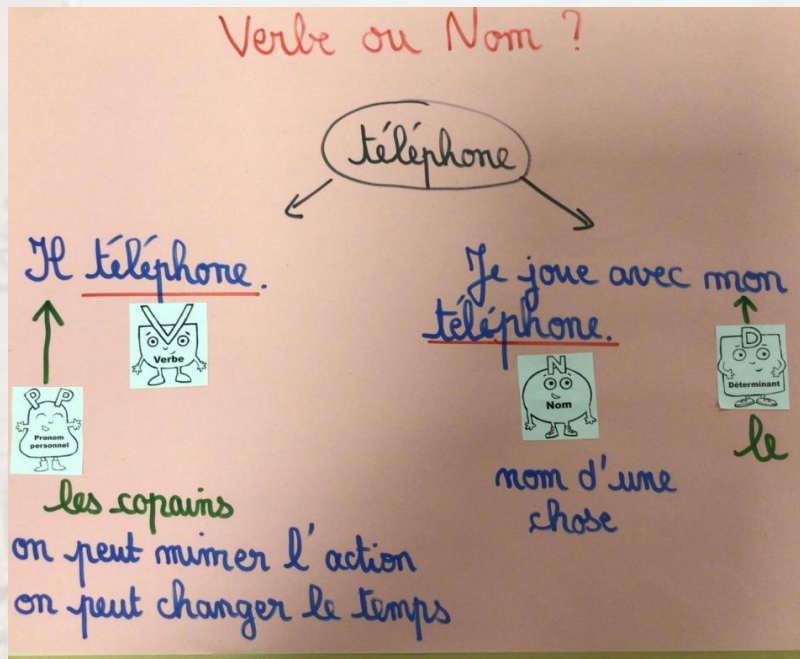 Verbe ou Nom ?
téléphone
Il téléphone.
V
Verbe
P P
Pronom
personnel
les copains
on peut mimer l'action
on peut changer le temps
Je joue avec mon
téléphone.
N
Nom
D
Déterminant
le
nom d'une
chose